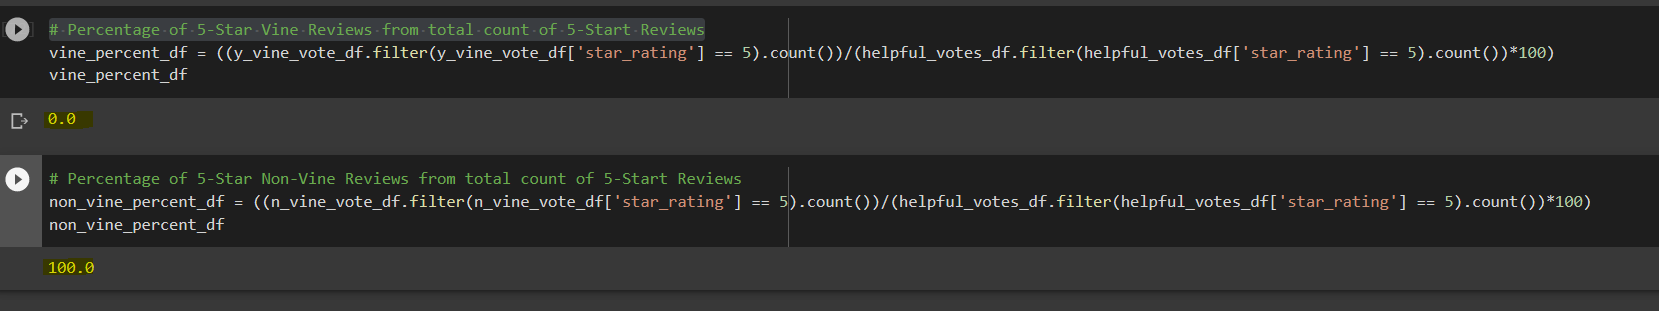 # Percentage of 5-Star Vine Reviews from total count of 5-Start Reviews
vine_percent_df = ((y_vine_vote_df.filter(y_vine_vote_df['star_rating'] == 5).count())/(helpful_votes_df.filter(helpful_votes_df['star_rating'] == 5).count())*100)
vine_percent_df
0.0
# Percentage of 5-Star Non-Vine Reviews from total count of 5-Start Reviews
non_vine_percent_df = ((n_vine_vote_df.filter(n_vine_vote_df['star_rating'] == 5).count())/(helpful_votes_df.filter(helpful_votes_df['star_rating'] == 5).count())*100)
non_vine_percent_df
100.0